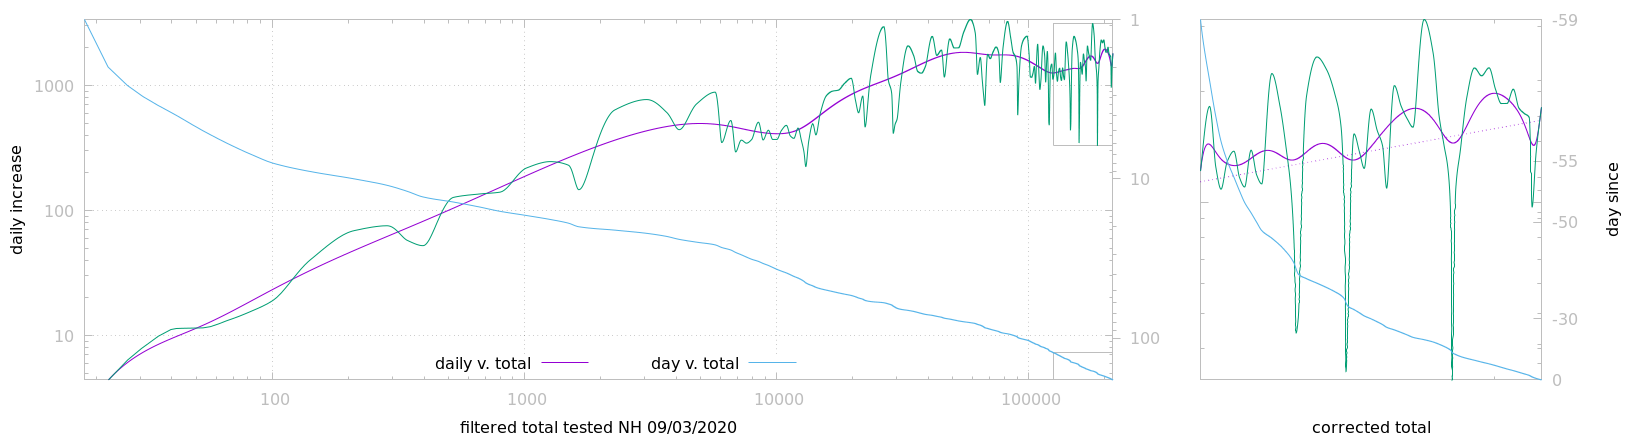 1
-59
1000
daily increase
-55
10
100
-50
day since
-30
10
100
daily v. total
day v. total
0
100
1000
10000
100000
filtered total tested NH 09/03/2020
corrected total